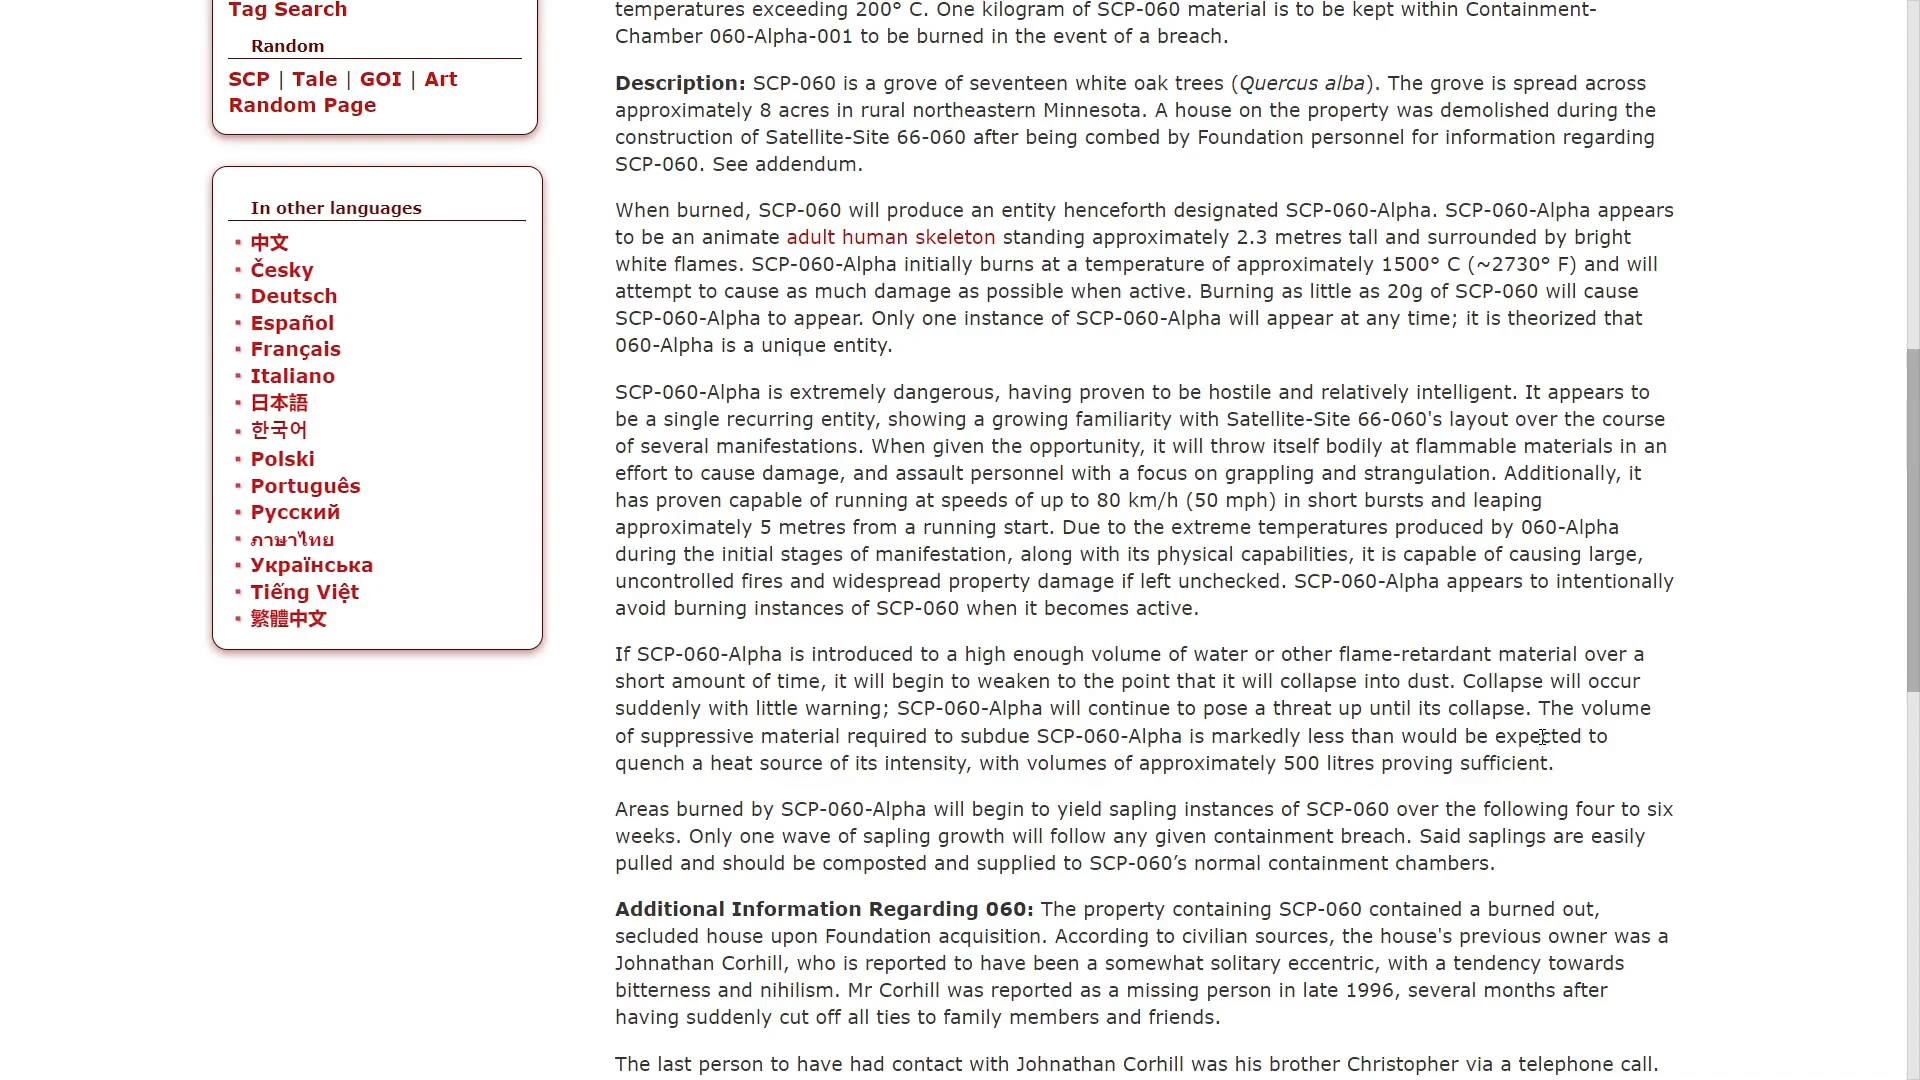 Tag Search
Random
SCP | Tale | GOI | Art
Random Page
In other languages
中文
Česky
Deutsch
Español
Français
Italiano
日本語
한국어
Polski
Português
Русский
ภาษาไทย
Українська
Tiếng Việt
繁體中文
temperatures exceeding 200° C. One kilogram of SCP-060 material is to be kept within Containment-
Chamber 060-Alpha-001 to be burned in the event of a breach.
Description: SCP-060 is a grove of seventeen white oak trees (Quercus alba). The grove is spread across
approximately 8 acres in rural northeastern Minnesota. A house on the property was demolished during the
construction of Satellite-Site 66-060 after being combed by Foundation personnel for information regarding
SCP-060. See addendum.
When burned, SCP-060 will produce an entity henceforth designated SCP-060-Alpha. SCP-060-Alpha appears
to be an animate adult human skeleton standing approximately 2.3 metres tall and surrounded by bright
white flames. SCP-060-Alpha initially burns at a temperature of approximately 1500° C (~2730° F) and will
attempt to cause as much damage as possible when active. Burning as little as 20g of SCP-060 will cause
SCP-060-Alpha to appear. Only one instance of SCP-060-Alpha will appear at any time; it is theorized that
060-Alpha is a unique entity.
SCP-060-Alpha is extremely dangerous, having proven to be hostile and relatively intelligent. It appears to
be a single recurring entity, showing a growing familiarity with Satellite-Site 66-060's layout over the course
of several manifestations. When given the opportunity, it will throw itself bodily at flammable materials in an
effort to cause damage, and assault personnel with a focus on grappling and strangulation. Additionally, it
has proven capable of running at speeds of up to 80 km/h (50 mph) in short bursts and leaping
approximately 5 metres from a running start. Due to the extreme temperatures produced by 060-Alpha
during the initial stages of manifestation, along with its physical capabilities, it is capable of causing large,
uncontrolled fires and widespread property damage if left unchecked. SCP-060-Alpha appears to intentionally
avoid burning instances of SCP-060 when it becomes active.
If SCP-060-Alpha is introduced to a high enough volume of water or other flame-retardant material over a
short amount of time, it will begin to weaken to the point that it will collapse into dust. Collapse will occur
suddenly with little warning; SCP-060-Alpha will continue to pose a threat up until its collapse. The volume
of suppressive material required to subdue SCP-060-Alpha is markedly less than would be expected to
quench a heat source of its intensity, with volumes of approximately 500 litres proving sufficient.
Areas burned by SCP-060-Alpha will begin to yield sapling instances of SCP-060 over the following four to six
weeks. Only one wave of sapling growth will follow any given containment breach. Said saplings are easily
pulled and should be composted and supplied to SCP-060’s normal containment chambers.
Additional Information Regarding 060: The property containing SCP-060 contained a burned out,
secluded house upon Foundation acquisition. According to civilian sources, the house's previous owner was a
Johnathan Corhill, who is reported to have been a somewhat solitary eccentric, with a tendency towards
bitterness and nihilism. Mr Corhill was reported as a missing person in late 1996, several months after
having suddenly cut off all ties to family members and friends.
The last person to have had contact with Johnathan Corhill was his brother Christopher via a telephone call.